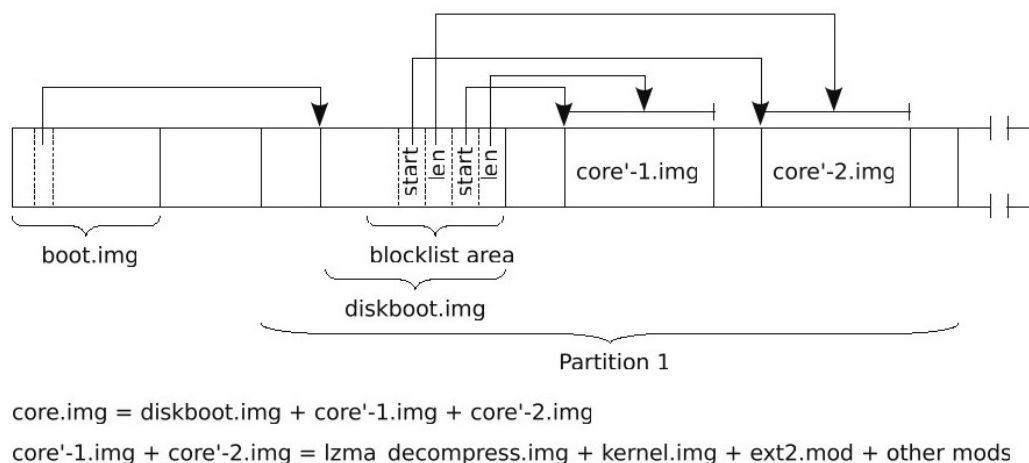 start len start len
core'-1.img core'-2.img
boot.img blocklist area
diskboot.img
Partition 1
core.img = diskboot.img + core'-1.img + core'-2.img
core'-1.img + core'-2.img = lzma_decompress.img + kernel.img + ext2.mod + other mods